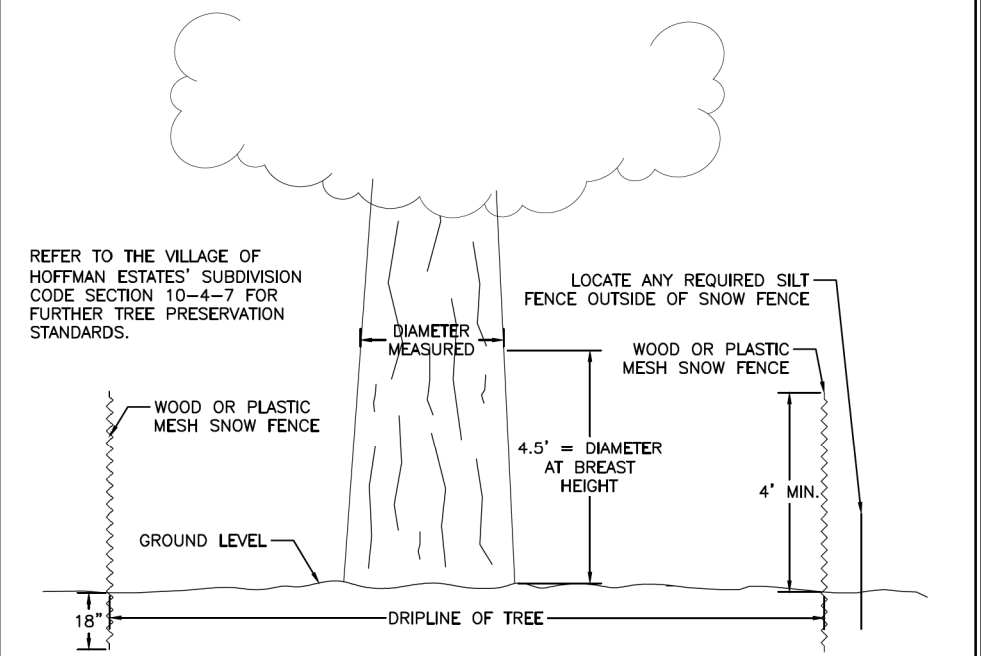 REFER TO THE VILLAGE OF
HOFFMAN ESTATES' SUBDIVISION
CODE SECTION 10-4-7 FOR
FURTHER TREE PRESERVATION
STANDARDS.
LOCATE ANY REQUIRED SILT
FENCE OUTSIDE OF SNOW FENCE
DIAMETER
MEASURED
WOOD OR PLASTIC
MESH SNOW FENCE
WOOD OR PLASTIC
MESH SNOW FENCE
4.5' = DIAMETER
AT BREAST
HEIGHT
4' MIN.
GROUND LEVEL
18"
DRIPLINE OF TREE